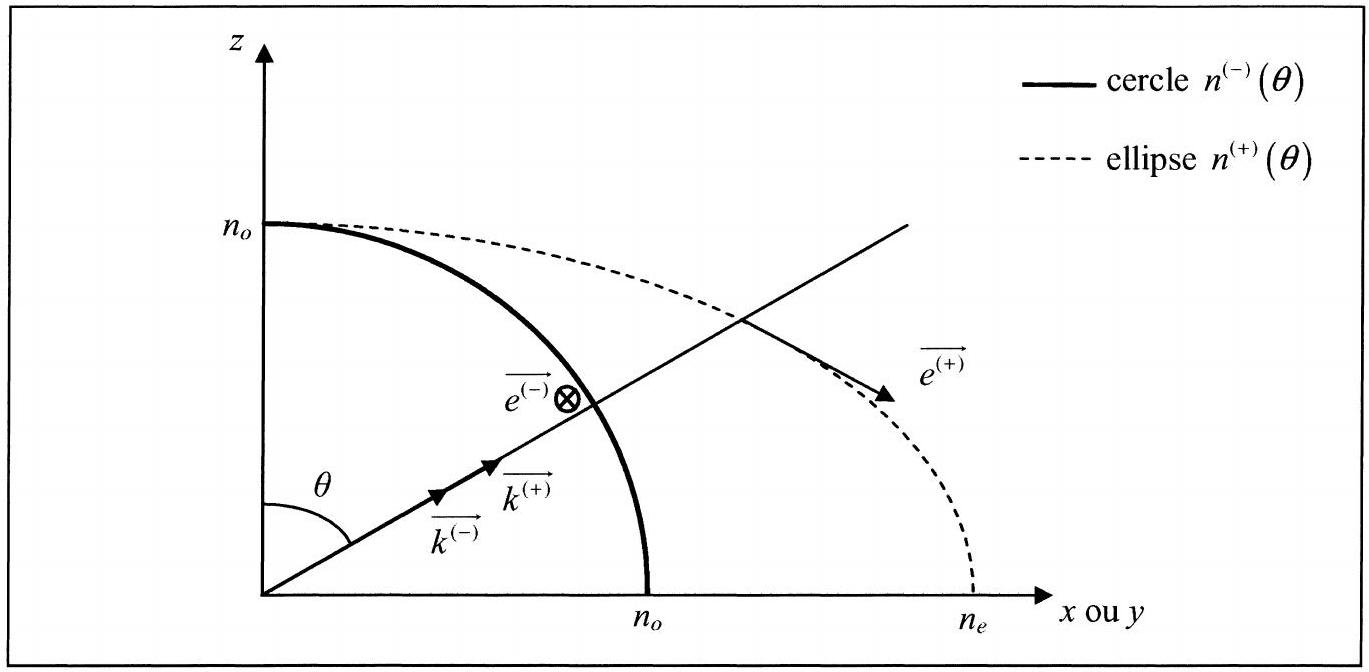 z
cercle n^(−)(θ)
ellipse n^(+)(θ)
n_o
e^(+)
e^(−)
θ
k^(+)
k^(−)
n_o
n_e
x ou y